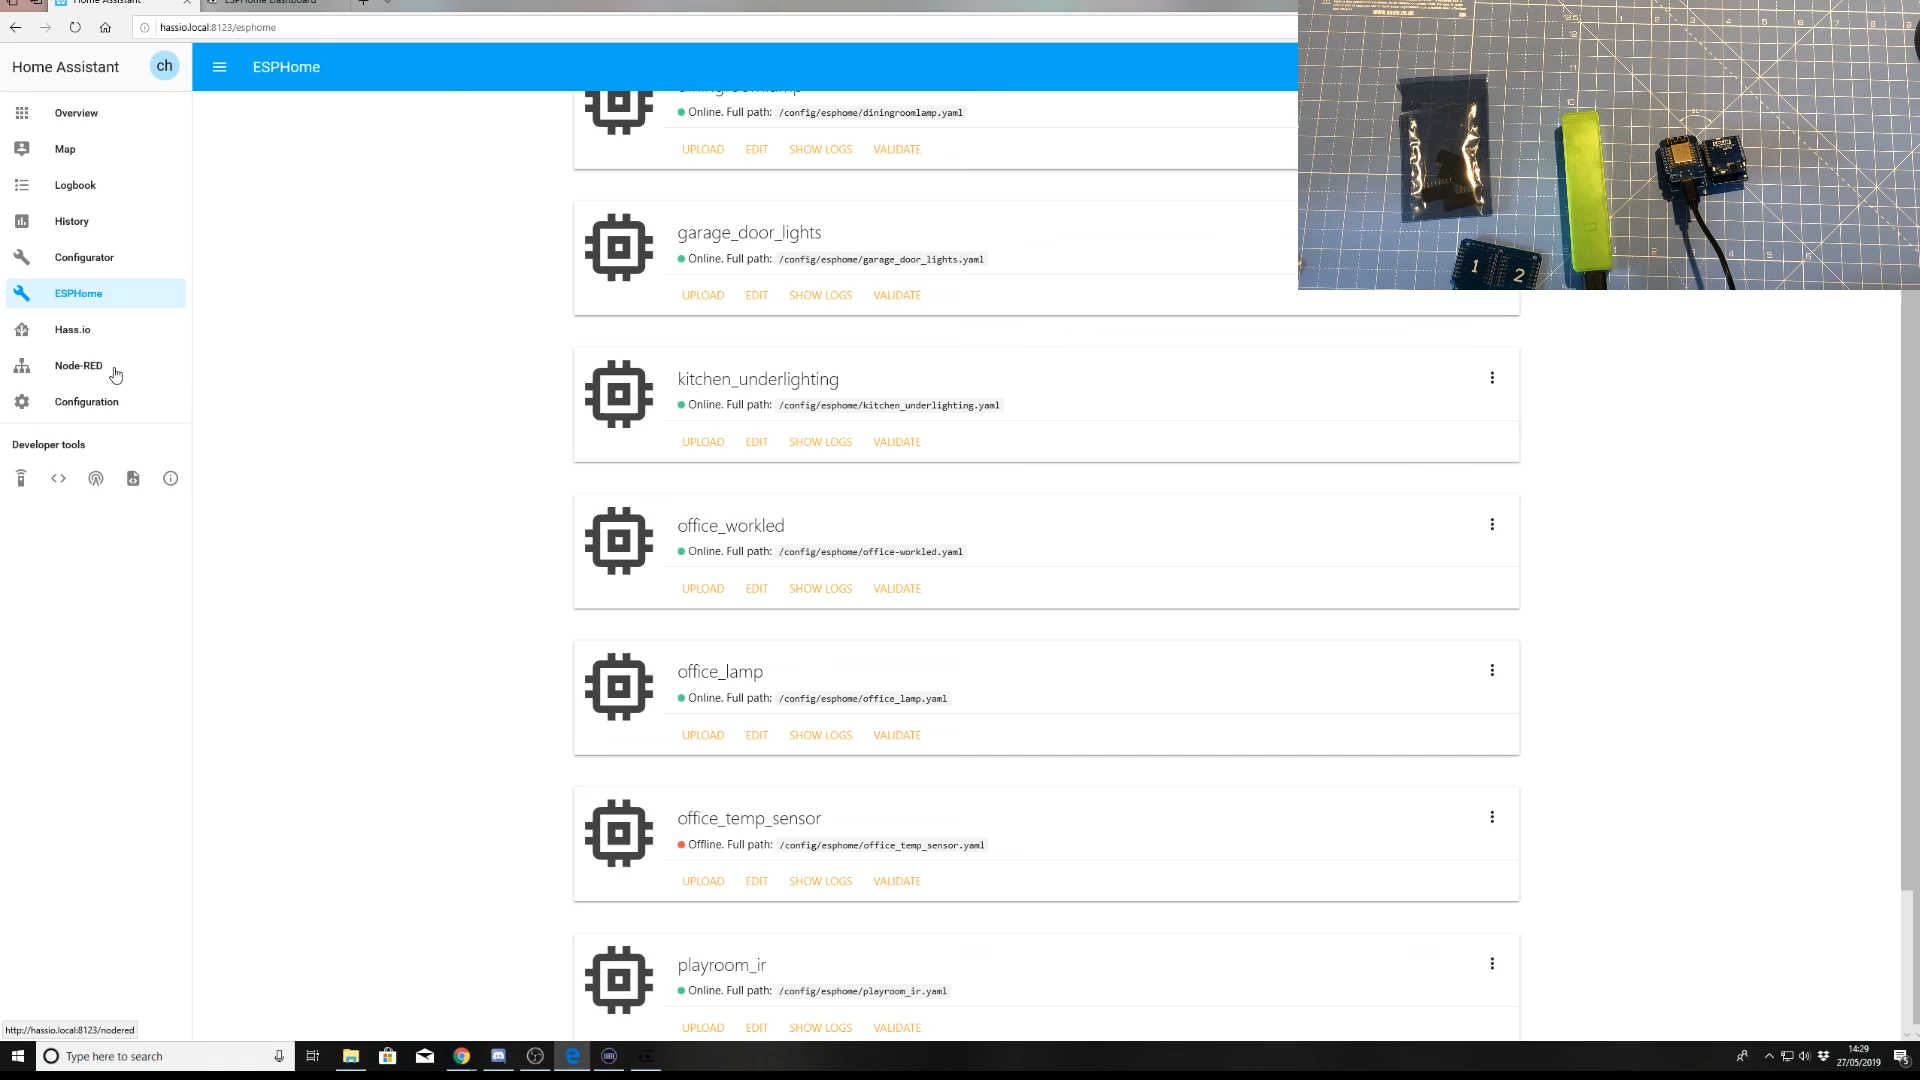 Home Assistant
ESPHome Dashboard
hassio.local:8123/esphome
Home Assistant
ch
ESPHome
Overview
Map
Logbook
History
Configurator
ESPHome
Hass.io
Node-RED
Configuration
Developer tools
diningroomlamp
Online. Full path: /config/esphome/diningroomlamp.yaml
UPLOAD EDIT SHOW LOGS VALIDATE
garage_door_lights
Online. Full path: /config/esphome/garage_door_lights.yaml
UPLOAD EDIT SHOW LOGS VALIDATE
kitchen_underlighting
Online. Full path: /config/esphome/kitchen_underlighting.yaml
UPLOAD EDIT SHOW LOGS VALIDATE
office_workled
Online. Full path: /config/esphome/office-workled.yaml
UPLOAD EDIT SHOW LOGS VALIDATE
office_lamp
Online. Full path: /config/esphome/office_lamp.yaml
UPLOAD EDIT SHOW LOGS VALIDATE
office_temp_sensor
Offline. Full path: /config/esphome/office_temp_sensor.yaml
UPLOAD EDIT SHOW LOGS VALIDATE
playroom_ir
Online. Full path: /config/esphome/playroom_ir.yaml
UPLOAD EDIT SHOW LOGS VALIDATE
1 2
http://hassio.local:8123/nodered
Type here to search
14:29
27/05/2019